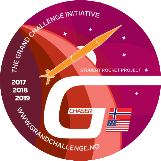 THE GRAND CHALLENGE INITIATIVE
STUDENT ROCKET PROJECT
2017
2018
2019
G
CHASER
WWW.GRANDCHALLENGE.NO